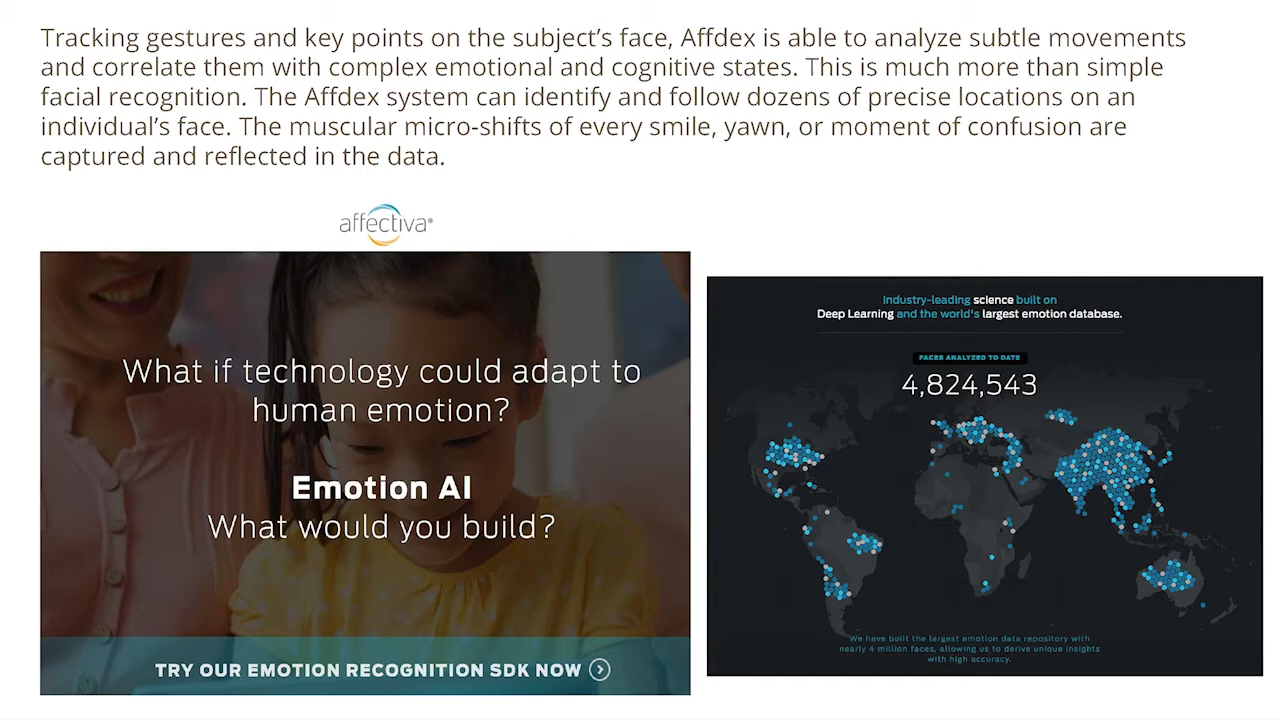 Tracking gestures and key points on the subject's face, Affdex is able to analyze subtle movements
and correlate them with complex emotional and cognitive states. This is much more than simple
facial recognition. The Affdex system can identify and follow dozens of precise locations on an
individual's face. The muscular micro-shifts of every smile, yawn, or moment of confusion are
captured and reflected in the data.
affectiva®
What if technology could adapt to
human emotion?
Emotion AI
What would you build?
TRY OUR EMOTION RECOGNITION SDK NOW
Industry-leading science built on
Deep Learning and the world's largest emotion database.
FACES ANALYZED TO DATE
4,824,543
We have built the largest emotion data repository with
nearly 4 million faces, allowing us to derive unique insights
with high accuracy.